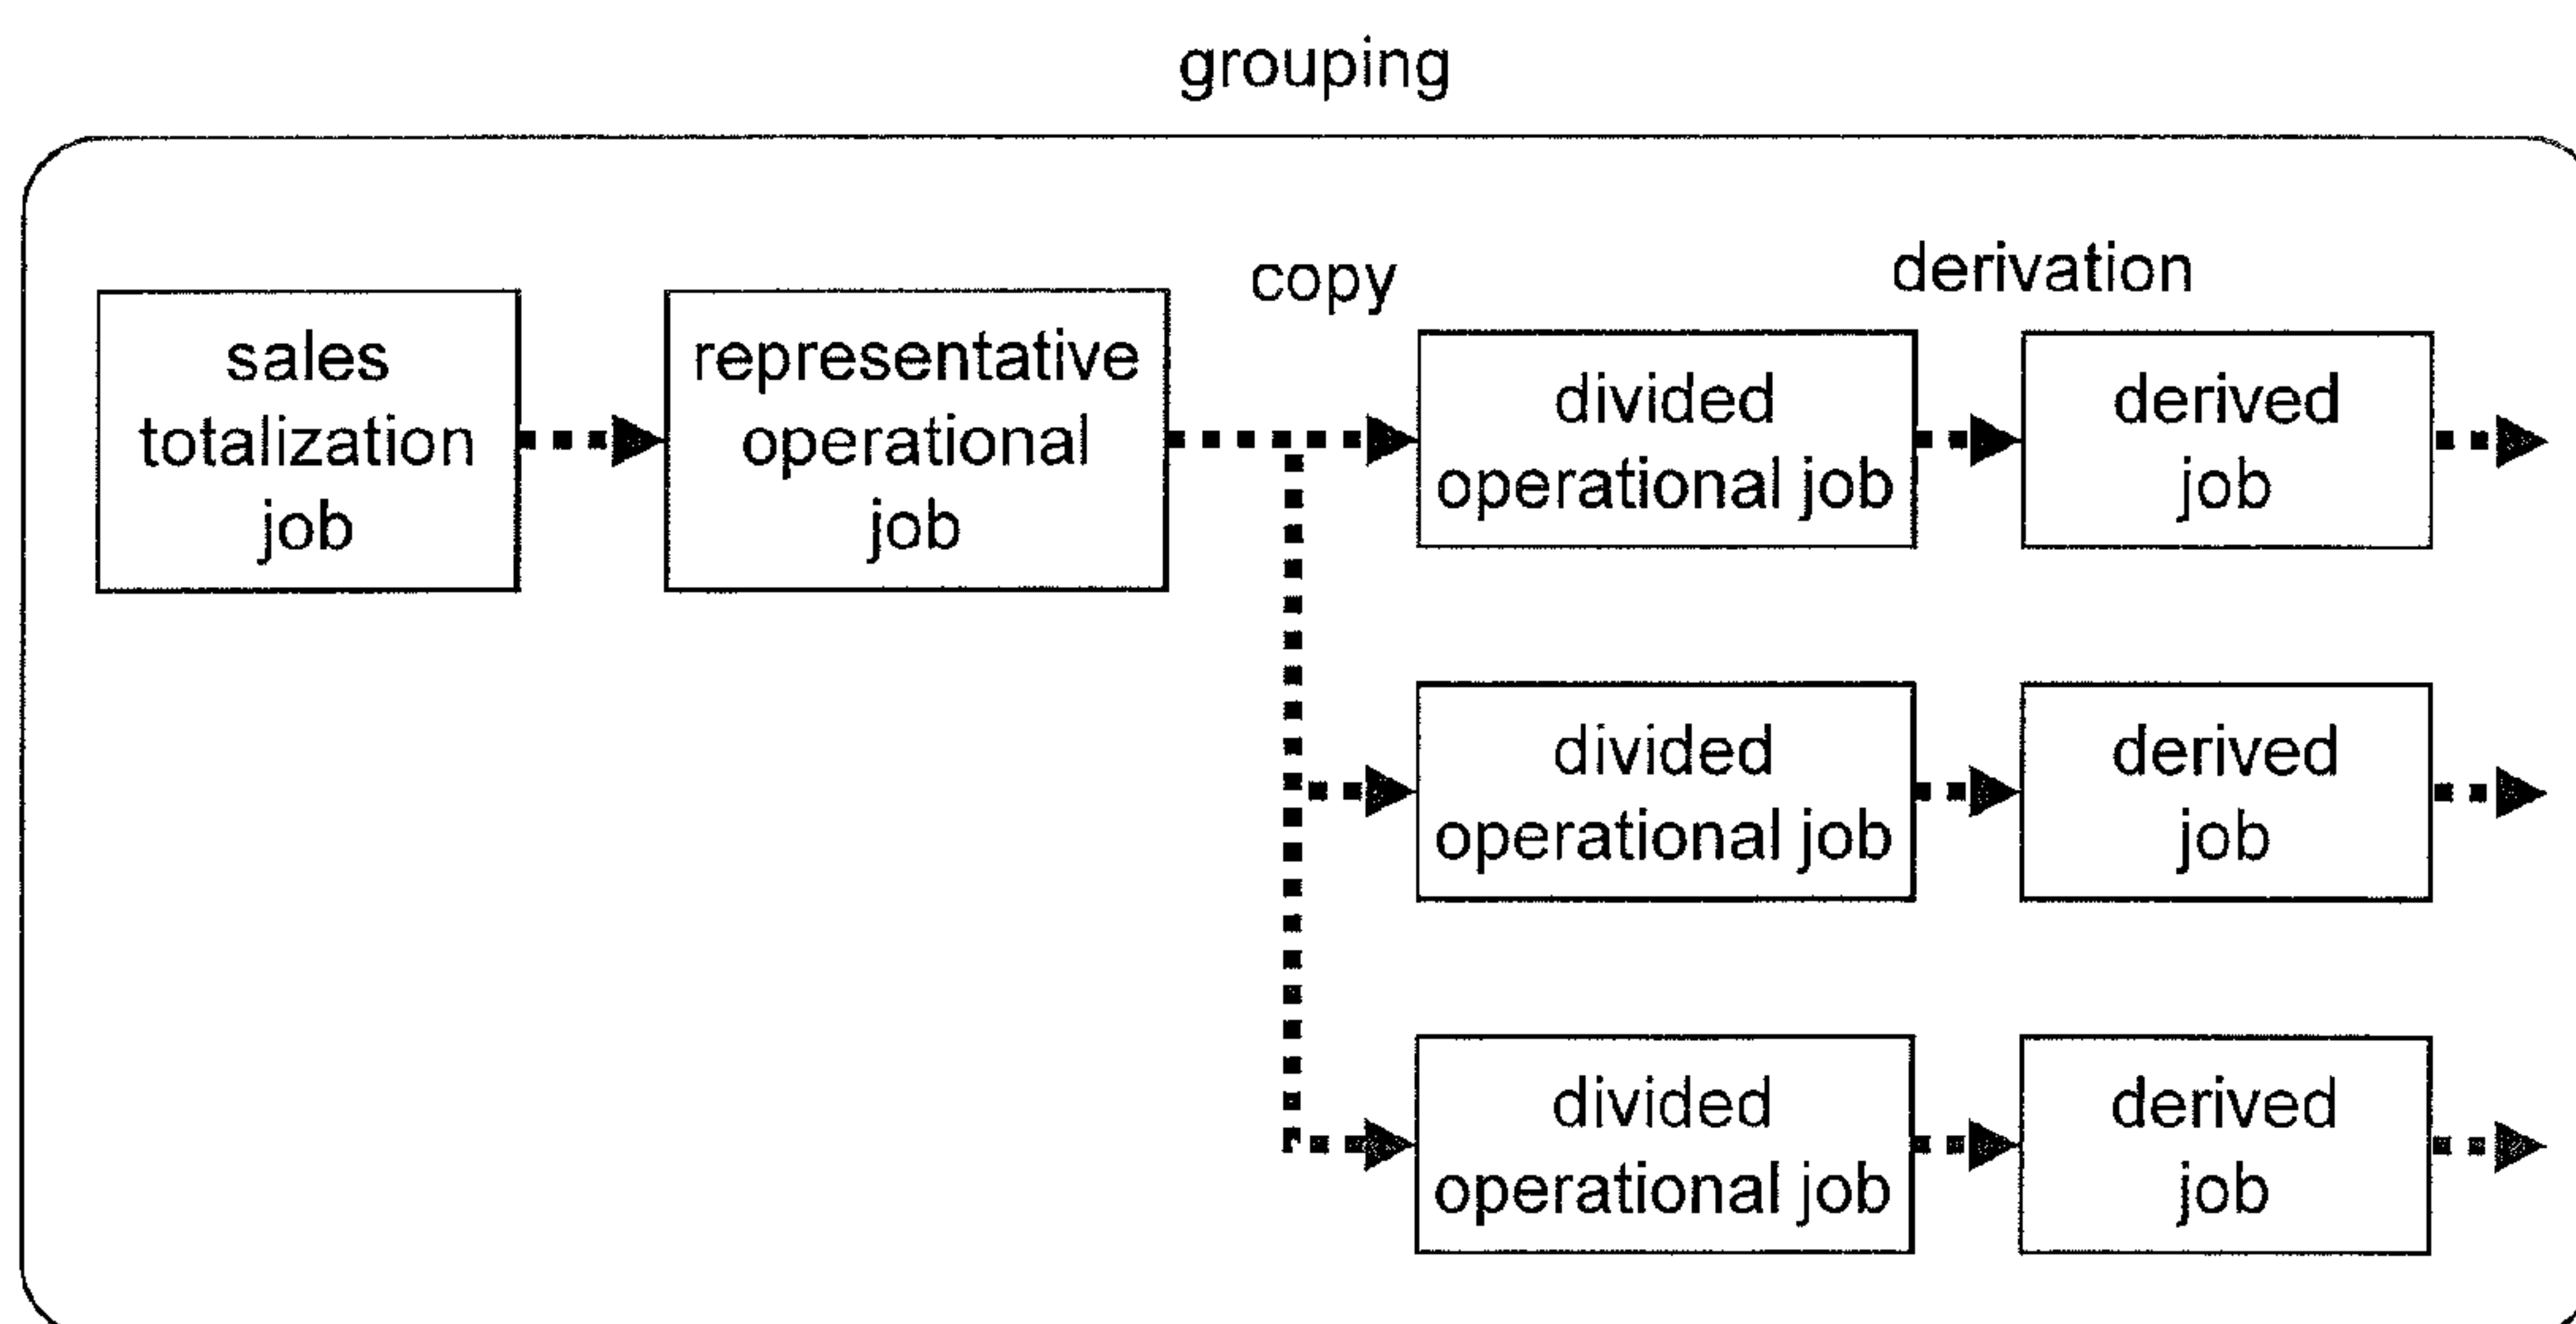 grouping
copy
derivation
sales
totalization
job
representative
operational
job
divided
operational job
derived
job
divided
operational job
derived
job
divided
operational job
derived
job